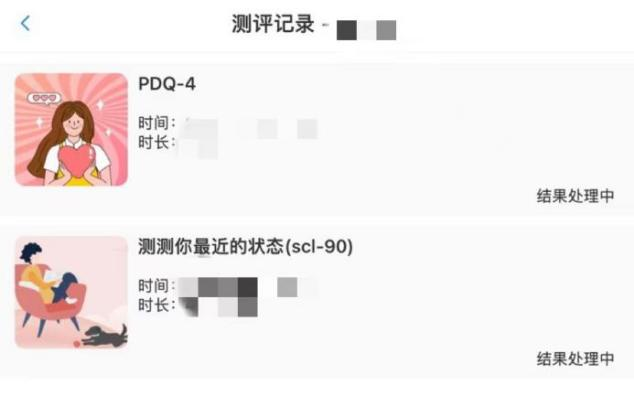 测评记录 -
PDQ-4
时间：
时长：
结果处理中
测测你最近的状态(scl-90)
时间：
时长：
结果处理中